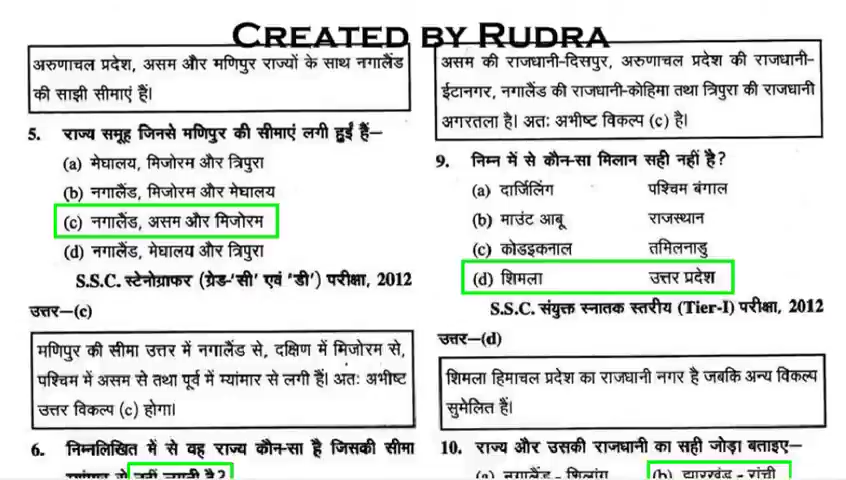 CREATED BY RUDRA
अरुणाचल प्रदेश, असम और मणिपुर राज्यों के साथ नगालैंड
की साझी सीमाएं हैं।
5. राज्य समूह जिनसे मणिपुर की सीमाएं लगी हुई हैं–
(a) मेघालय, मिजोरम और त्रिपुरा
(b) नगालैंड, मिजोरम और मेघालय
(c) नगालैंड, असम और मिजोरम
(d) नगालैंड, मेघालय और त्रिपुरा
S.S.C. स्टेनोग्राफर (ग्रेड-'सी' एवं 'डी') परीक्षा, 2012
उत्तर–(c)
मणिपुर की सीमा उत्तर में नगालैंड से, दक्षिण में मिजोरम से,
पश्चिम में असम से तथा पूर्व में म्यांमार से लगी हैं। अतः अभीष्ट
उत्तर विकल्प (c) होगा।
6. निम्नलिखित में से वह राज्य कौन-सा है जिसकी सीमा
म्यांमार से नहीं लगती है?
असम की राजधानी-दिसपुर, अरुणाचल प्रदेश की राजधानी-
ईटानगर, नगालैंड की राजधानी-कोहिमा तथा त्रिपुरा की राजधानी
अगरतला है। अतः अभीष्ट विकल्प (c) है।
9. निम्न में से कौन-सा मिलान सही नहीं है?
(a) दार्जिलिंग पश्चिम बंगाल
(b) माउंट आबू राजस्थान
(c) कोडइकनाल तमिलनाडु
(d) शिमला उत्तर प्रदेश
S.S.C. संयुक्त स्नातक स्तरीय (Tier-I) परीक्षा, 2012
उत्तर–(d)
शिमला हिमाचल प्रदेश का राजधानी नगर है जबकि अन्य विकल्प
सुमेलित हैं।
10. राज्य और उसकी राजधानी का सही जोड़ा बताइए–
(a) नगालैंड - शिलांग (b) झारखंड - रांची